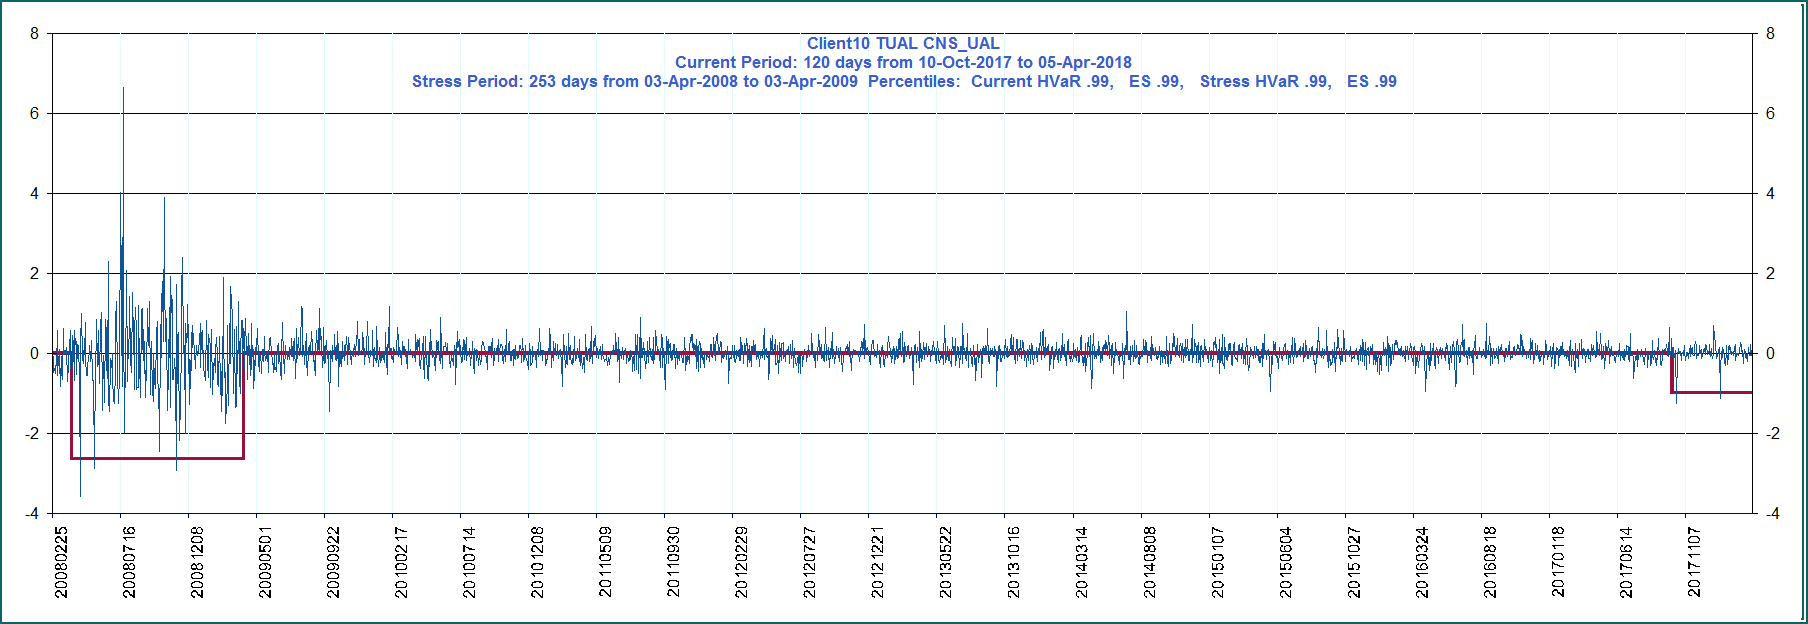 Client10 TUAL CNS_UAL
Current Period: 120 days from 10-Oct-2017 to 05-Apr-2018
Stress Period: 253 days from 03-Apr-2008 to 03-Apr-2009 Percentiles: Current HVaR .99, ES .99, Stress HVaR .99, ES .99
8 8
6 6
4 4
2 2
0 0
-2 -2
-4 -4
20080225 20080716 20081208 20090501 20090922 20100217 20100714 20101208 20110509 20110930 20120229 20120727 20121221 20130522 20131016 20140314 20140808 20150107 20150604 20151027 20160324 20160818 20170118 20170614 20171107